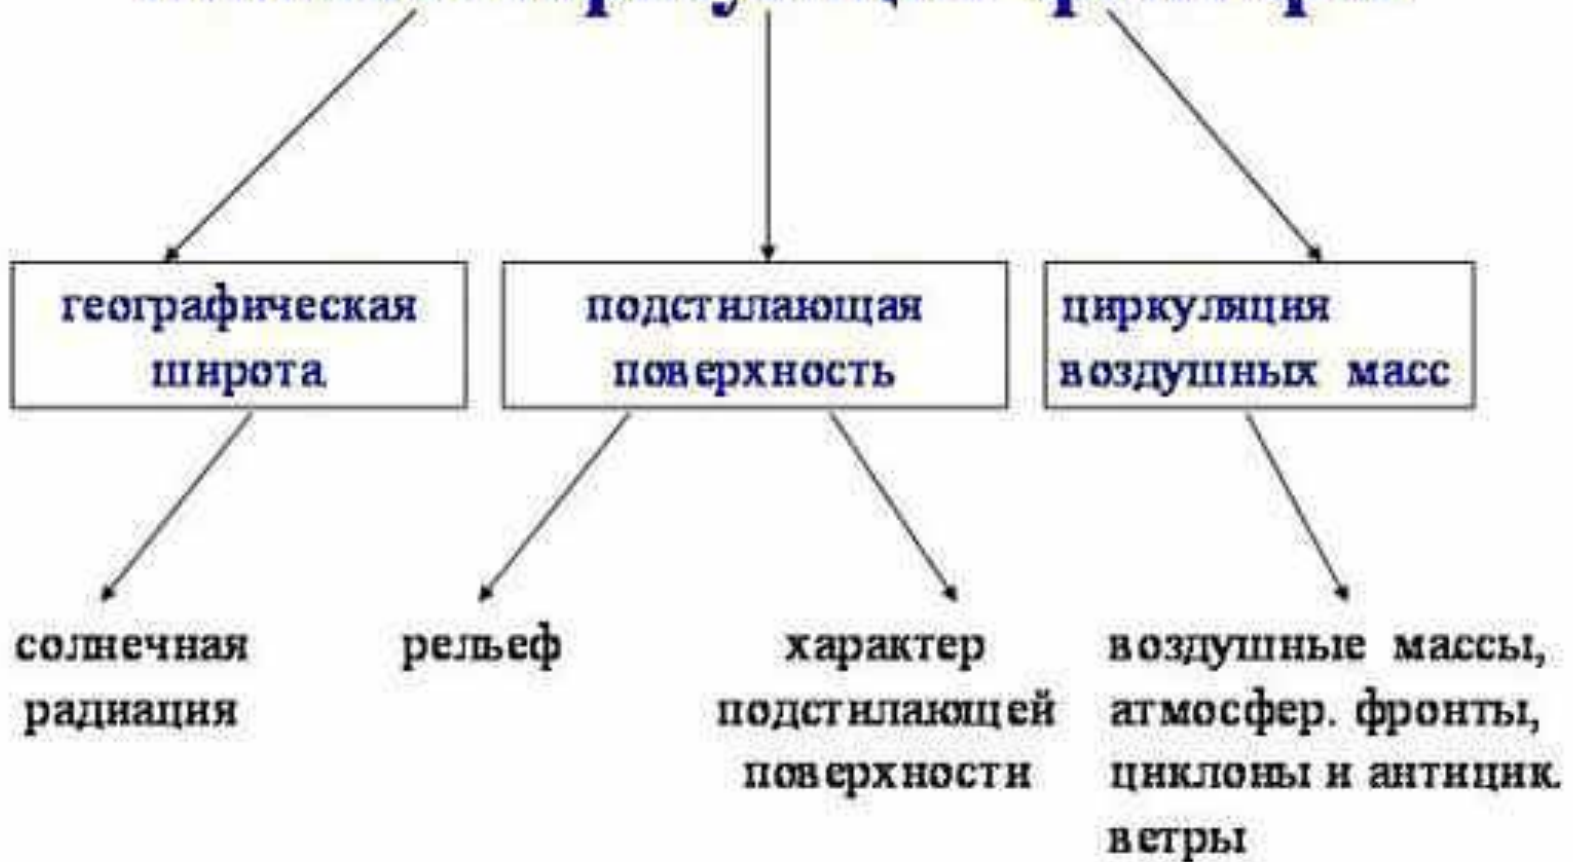 географическая
широта
подстилающая
поверхность
циркуляция
воздушных масс
солнечная
радиация
рельеф
характер
подстилающей
поверхности
воздушные массы,
атмосфер. фронты,
циклоны и антицик.
ветры